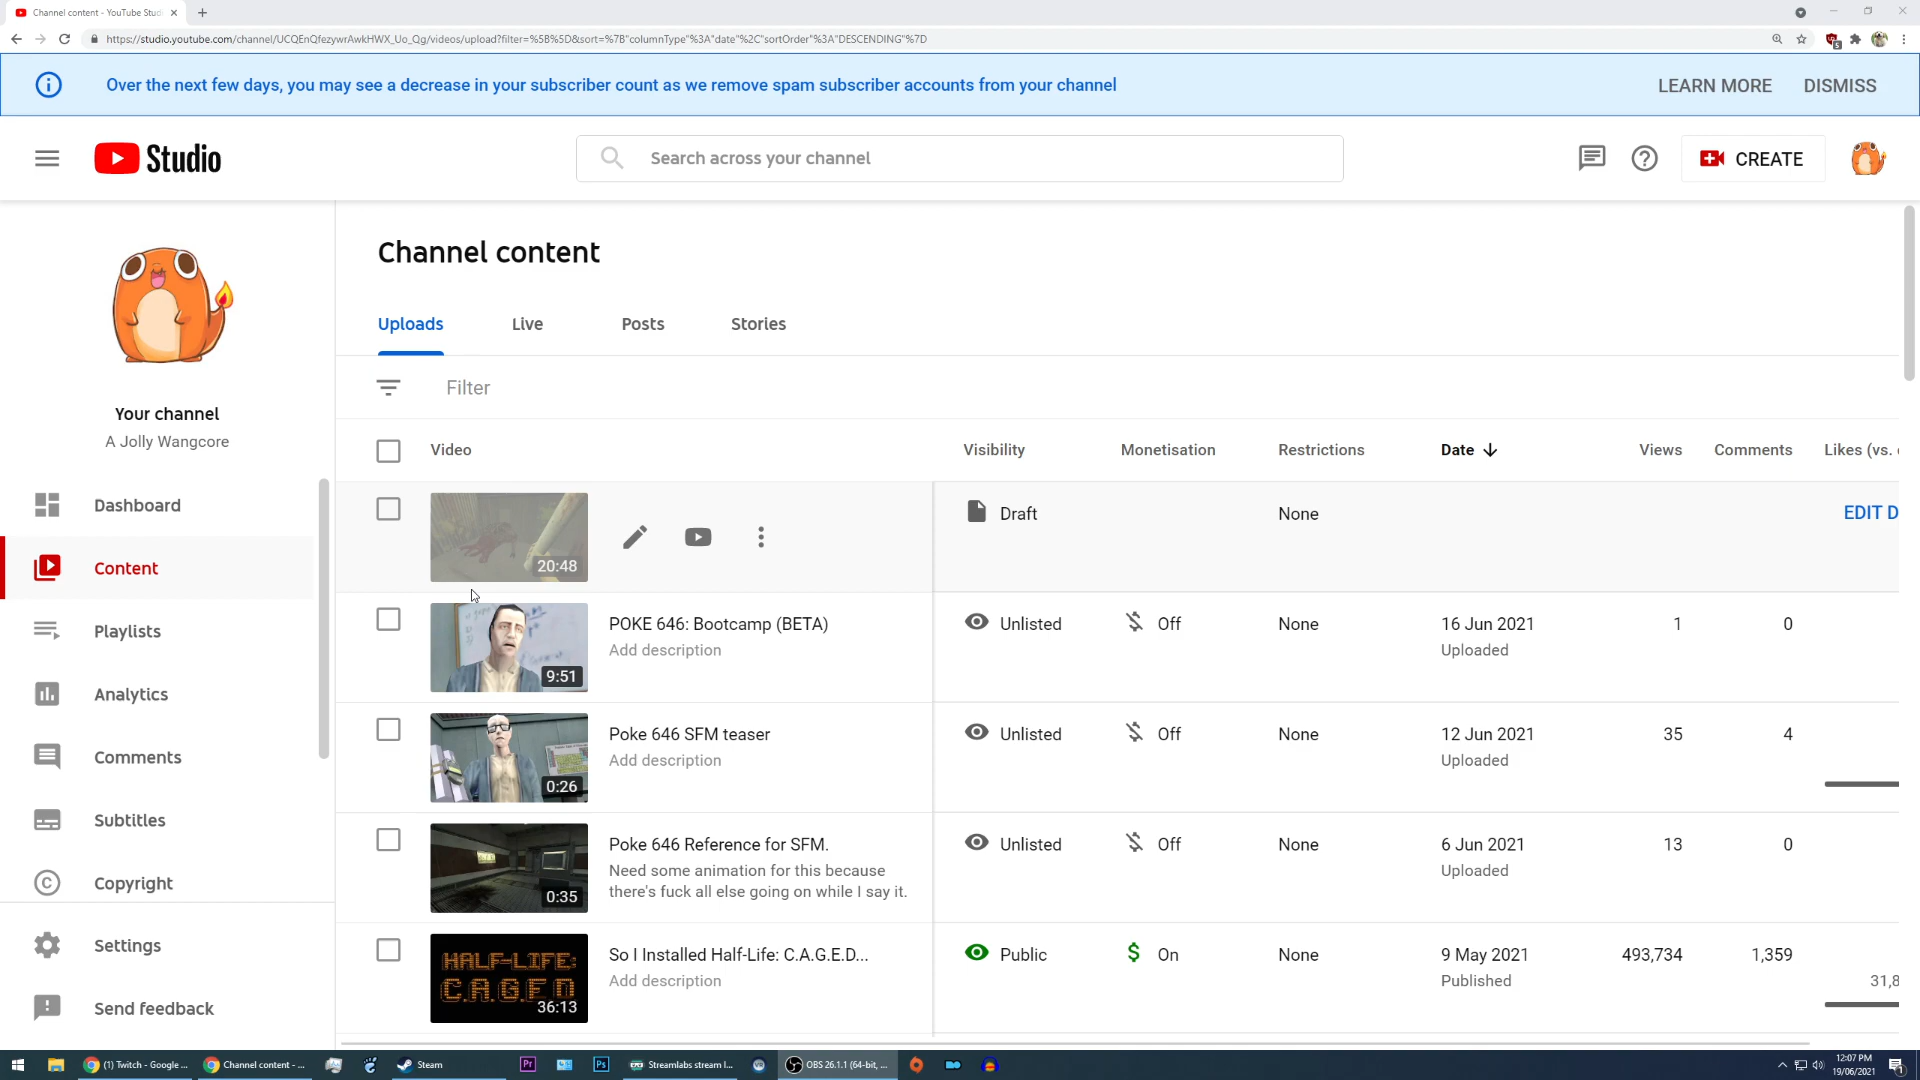 Channel content - YouTube Stud
https://studio.youtube.com/channel/UCQEnQfezywrAwkHWX_Uo_Qg/videos/upload?filter=%5B%5D&sort=%7B"columnType"%3A"date"%2C"sortOrder"%3A"DESCENDING"%7D
5
Over the next few days, you may see a decrease in your subscriber count as we remove spam subscriber accounts from your channel
LEARN MORE
DISMISS
Studio
Search across your channel
CREATE
Your channel
A Jolly Wangcore
Dashboard
Content
Playlists
Analytics
Comments
Subtitles
Copyright
Settings
Send feedback
Channel content
Uploads Live Posts Stories
Filter
Video Visibility Monetisation Restrictions Date Views Comments Likes (vs.
20:48 Draft None EDIT D
POKE 646: Bootcamp (BETA) Unlisted Off None 16 Jun 2021 1 0
Add description Uploaded
9:51
Poke 646 SFM teaser Unlisted Off None 12 Jun 2021 35 4
Add description Uploaded
0:26
Poke 646 Reference for SFM. Unlisted Off None 6 Jun 2021 13 0
Need some animation for this because Uploaded
there's fuck all else going on while I say it.
0:35
So I Installed Half-Life: C.A.G.E.D... Public On None 9 May 2021 493,734 1,359
Add description Published 31,8
HALF-LIFE:
C.A.G.E.D
36:13
(1) Twitch - Google ...
Channel content - ...
Steam
Pr
Ps
Streamlabs stream l...
OBS 26.1.1 (64-bit, ...
12:07 PM
19/06/2021
1